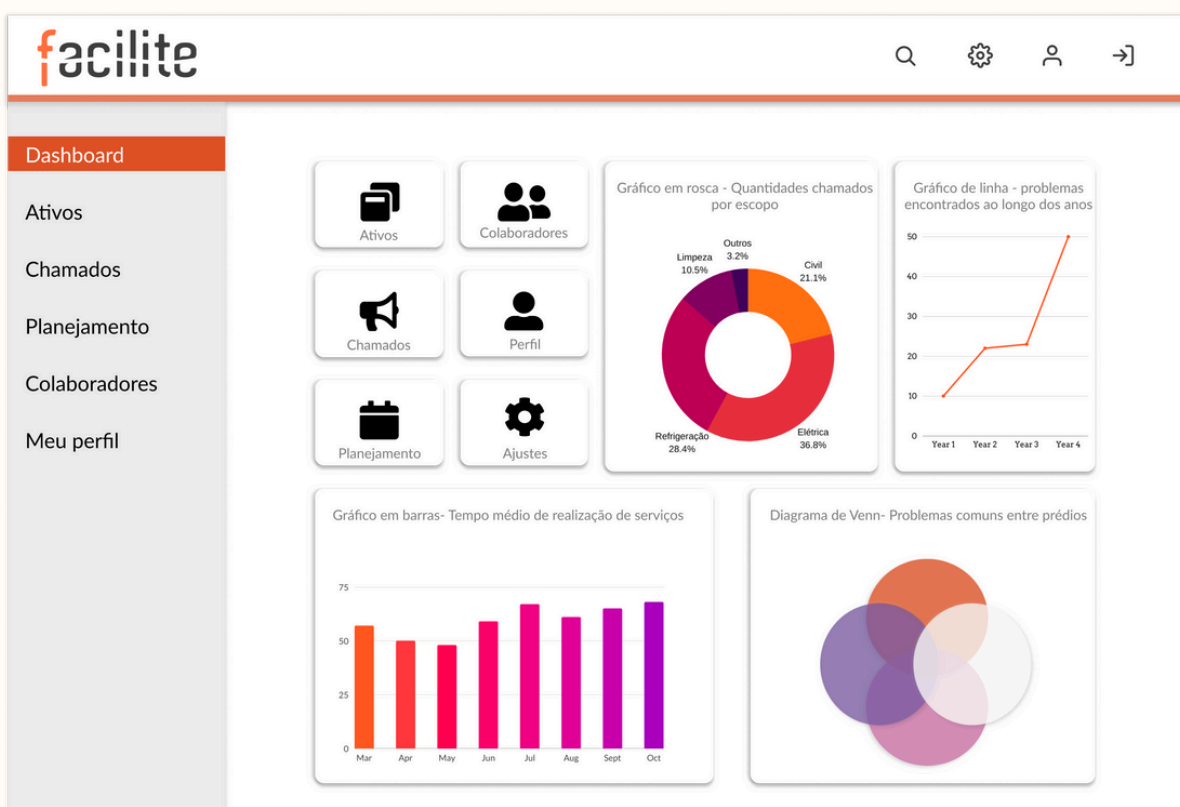 facilite
Dashboard
Ativos
Chamados
Planejamento
Colaboradores
Meu perfil
Ativos
Colaboradores
Chamados
Perfil
Planejamento
Ajustes
Gráfico em rosca - Quantidades chamados
por escopo
Outros
3.2%
Limpeza
10.5%
Civil
21.1%
Refrigeração
28.4%
Elétrica
36.8%
Gráfico de linha - problemas
encontrados ao longo dos anos
50
40
30
20
10
0
Year 1 Year 2 Year 3 Year 4
Gráfico em barras- Tempo médio de realização de serviços
75
50
25
0
Mar Apr May Jun Jul Aug Sept Oct
Diagrama de Venn- Problemas comuns entre prédios